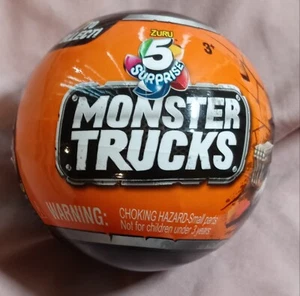 ZURU
5
SURPRISE
3+
MONSTER
TRUCKS
WARNING:
CHOKING HAZARD-Small parts
Not for children under 3 years